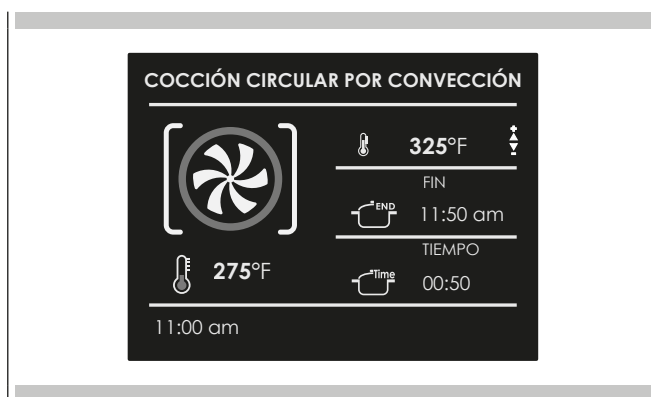 COCCIÓN CIRCULAR POR CONVECCIÓN
325°F
FIN
END
11:50 am
275°F
TIEMPO
Time
00:50
11:00 am